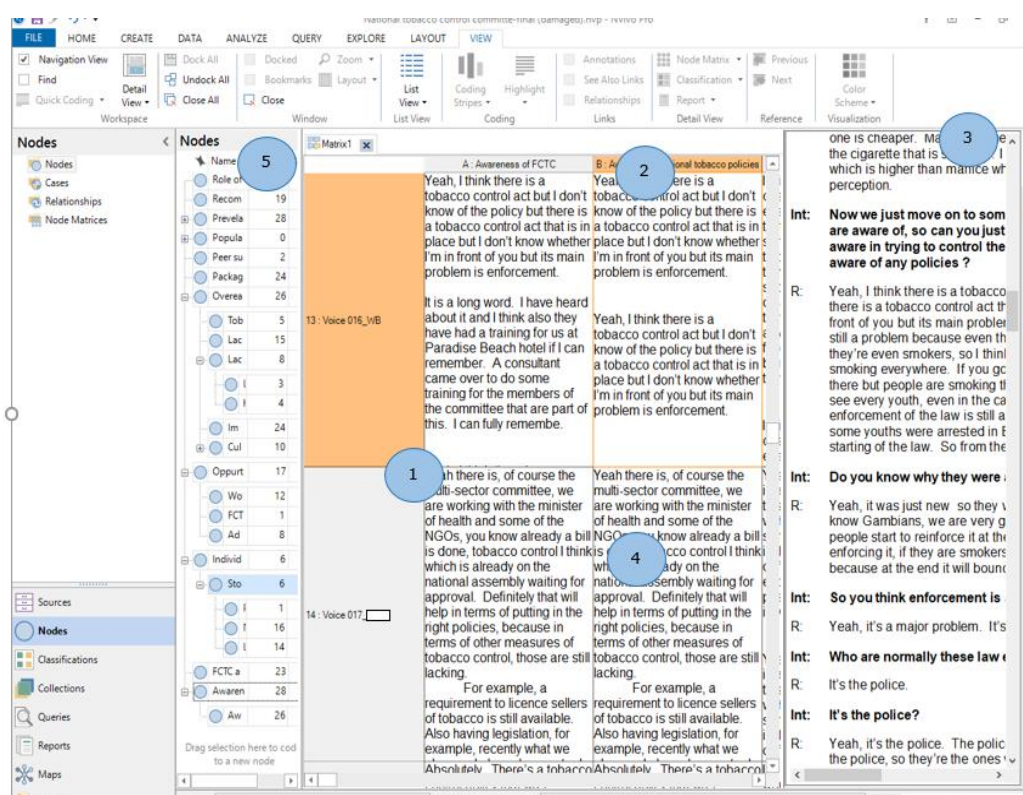 National tobacco control committe-final (damaged).nvp - NVivo Pro
FILE HOME CREATE DATA ANALYZE QUERY EXPLORE LAYOUT VIEW
Navigation View
Find
Quick Coding
Detail View
Workspace
Dock All
Undock All
Close All
Docked
Bookmarks
Close
Zoom
Layout
Window
List View
List View
Coding Stripes
Highlight
Coding
Annotations
See Also Links
Relationships
Links
Node Matrix
Classification
Report
Detail View
Previous
Next
Reference
Color Scheme
Visualization
Nodes
Nodes
Cases
Relationships
Node Matrices
Sources
Nodes
Classifications
Collections
Queries
Reports
Maps
Nodes
Name
5
Role of
Recom 19
Prevela 28
Popula 0
Peer su 2
Packag 24
Overea 26
Tob 5
Lac 15
Lac 8
3
4
Im 24
Cul 10
Oppurt 17
Wo 12
FCT 1
Ad 8
Individ 6
Sto 6
1
16
14
FCTC a 23
Awaren 28
Aw 26
Drag selection here to cod
to a new node
Matrix1
A : Awareness of FCTC
13 : Voice 016_WB
Yeah, I think there is a
tobacco control act but I don't
know of the policy but there is
a tobacco control act that is in
place but I don't know whether
I'm in front of you but its main
problem is enforcement.
It is a long word. I have heard
about it and I think also they
have had a training for us at
Paradise Beach hotel if I can
remember. A consultant
came over to do some
training for the members of
the committee that are part of
this. I can fully remembe.
B : A tional tobacco policies
2
Yea ere is a
tobacco control act but I don't
know of the policy but there is
a tobacco control act that is in
place but I don't know whether
I'm in front of you but its main
problem is enforcement.
Yeah, I think there is a
tobacco control act but I don't
know of the policy but there is
a tobacco control act that is in
place but I don't know whether
I'm in front of you but its main
problem is enforcement.
1
14 : Voice 017_
ah there is, of course the
multi-sector committee, we
are working with the minister
of health and some of the
NGOs, you know already a bill
is done, tobacco control I think
which is already on the
national assembly waiting for
approval. Definitely that will
help in terms of putting in the
right policies, because in
terms of other measures of
tobacco control, those are still
lacking.
For example, a
requirement to licence sellers
of tobacco is still available.
Also having legislation, for
example, recently what we
Absolutely. There's a tobacco
Yeah there is, of course the
multi-sector committee, we
are working with the minister
of health and some of the
NGOs, you know already a bill
is cco control I think
wh ady on the
national assembly waiting for
approval. Definitely that will
help in terms of putting in the
right policies, because in
terms of other measures of
tobacco control, those are still
lacking.
For example, a
requirement to licence sellers
of tobacco is still available.
Also having legislation, for
example, recently what we
Absolutely. There's a tobacco
4
3
one is cheaper. Ma
the cigarette that is s I
which is higher than manfice wh
perception.
Int: Now we just move on to som
are aware of, so can you just
aware in trying to control the
aware of any policies ?
R: Yeah, I think there is a tobacco
there is a tobacco control act th
front of you but its main probler
still a problem because even th
they're even smokers, so I thinl
smoking everywhere. If you go
there but people are smoking th
see every youth, even in the ca
enforcement of the law is still a
some youths were arrested in
starting of the law. So from the
Int: Do you know why they were
R: Yeah, it was just new so they
know Gambians, we are very g
people start to reinforce it at the
enforcing it, if they are smokers
because at the end it will bound
Int: So you think enforcement is
R: Yeah, it's a major problem. It's
Int: Who are normally these law e
R: It's the police.
Int: It's the police?
R: Yeah, it's the police. The polic
the police, so they're the ones